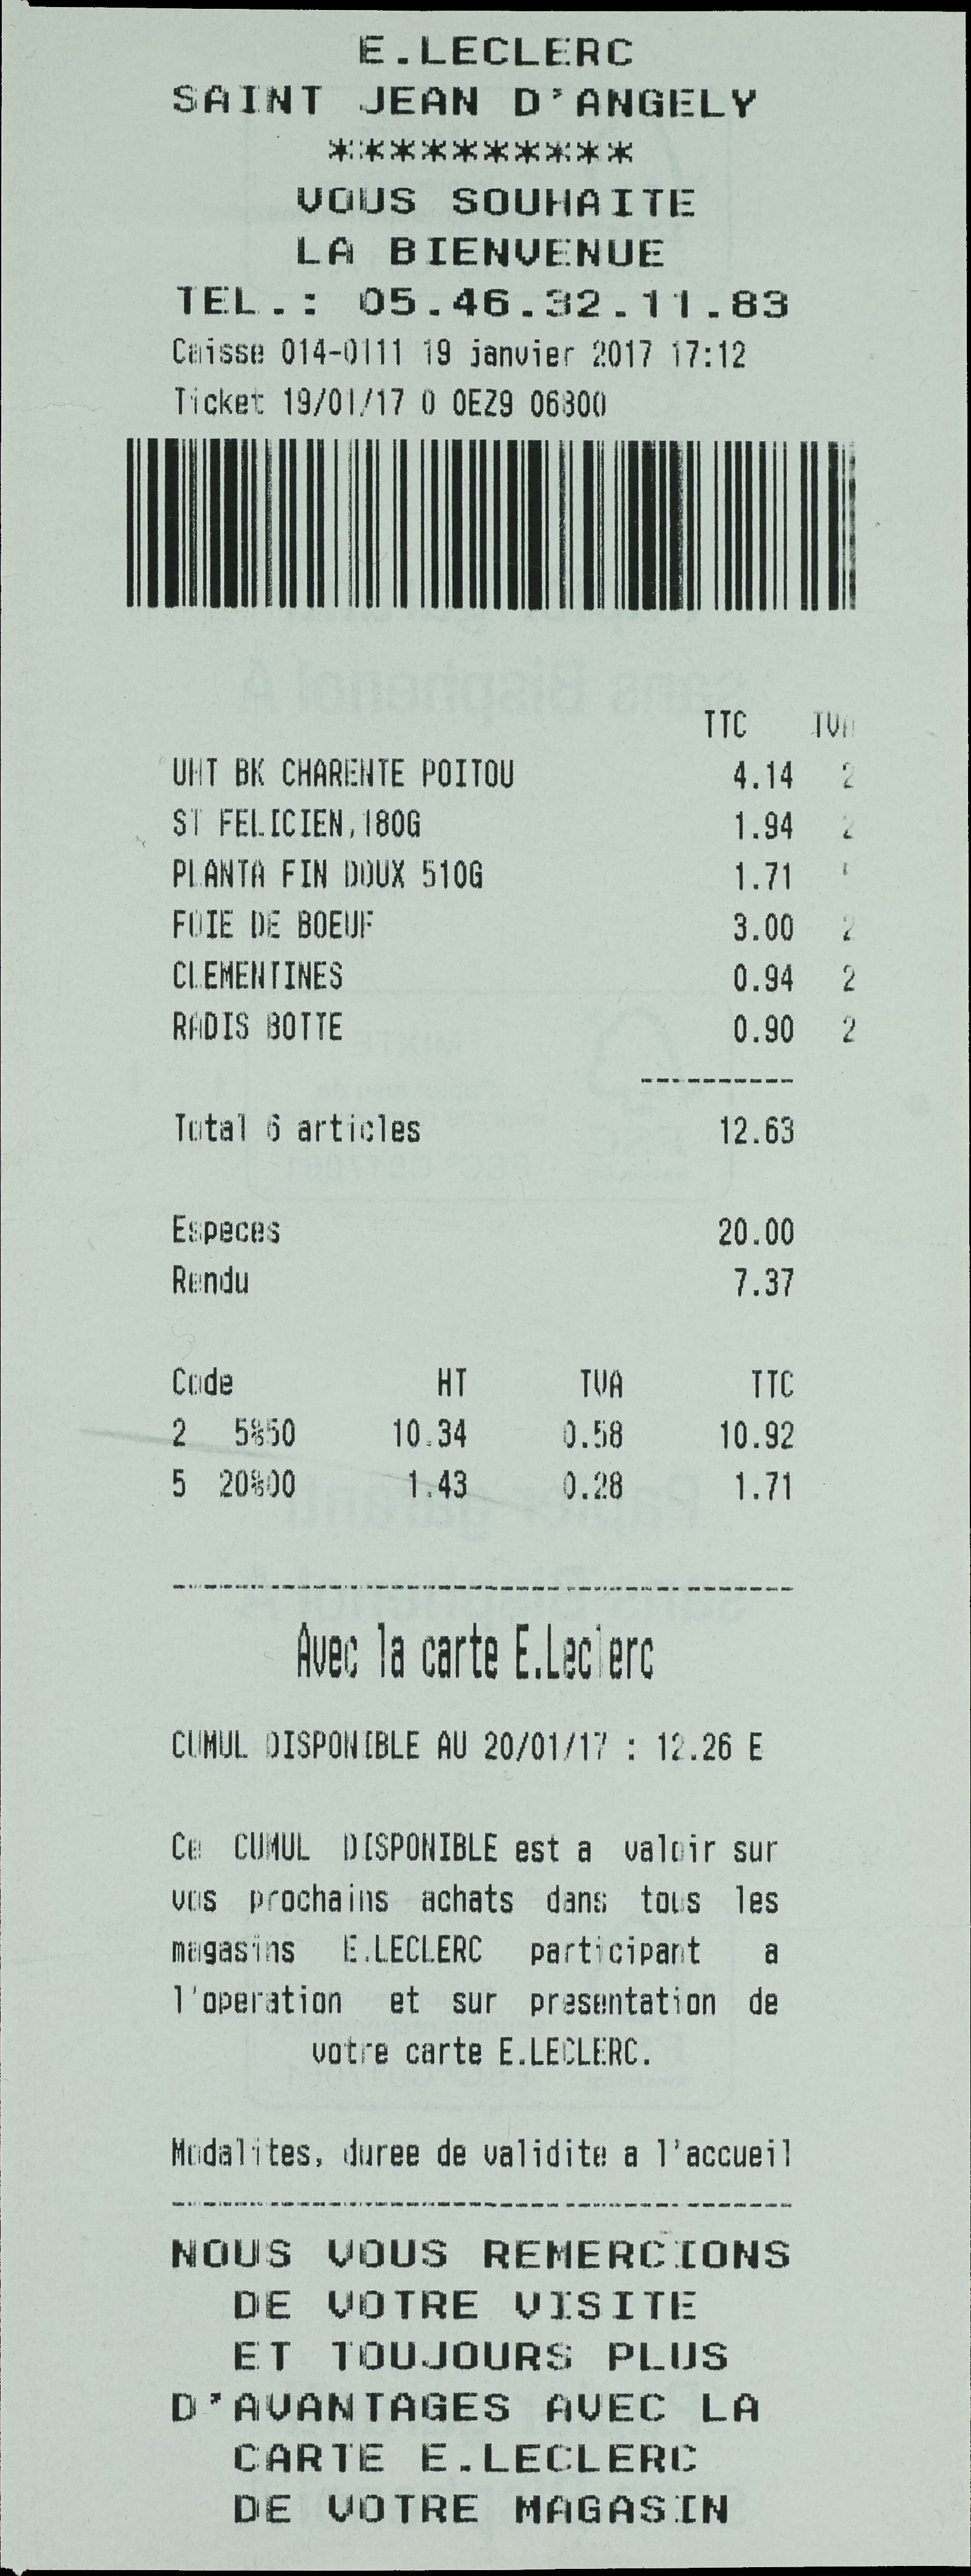 E.LECLERC
SAINT JEAN D'ANGELY
**********
VOUS SOUHAITE
LA BIENVENUE
TEL.: 05.46.32.11.83
Caisse 014-0111 19 janvier 2017 17:12
Ticket 19/01/17 0 0EZ9 06800
TTC TVA
UHT BK CHARENTE POITOU 4.14 2
ST FELICIEN,180G 1.94 2
PLANTA FIN DOUX 510G 1.71 5
FOIE DE BOEUF 3.00 2
CLEMENTINES 0.94 2
RADIS BOTTE 0.90 2
----------
Total 6 articles 12.63
Especes 20.00
Rendu 7.37
Code HT TVA TTC
2 5%50 10.34 0.58 10.92
5 20%00 1.43 0.28 1.71
----------------------------------------
Avec la carte E.Leclerc
CUMUL DISPONIBLE AU 20/01/17 : 12.26 E
Ce CUMUL DISPONIBLE est a valoir sur
vos prochains achats dans tous les
magasins E.LECLERC participant a
l'operation et sur presentation de
votre carte E.LECLERC.
Modalites, duree de validite a l'accueil
----------------------------------------
NOUS VOUS REMERCIONS
DE VOTRE VISITE
ET TOUJOURS PLUS
D'AVANTAGES AVEC LA
CARTE E.LECLERC
DE VOTRE MAGASIN